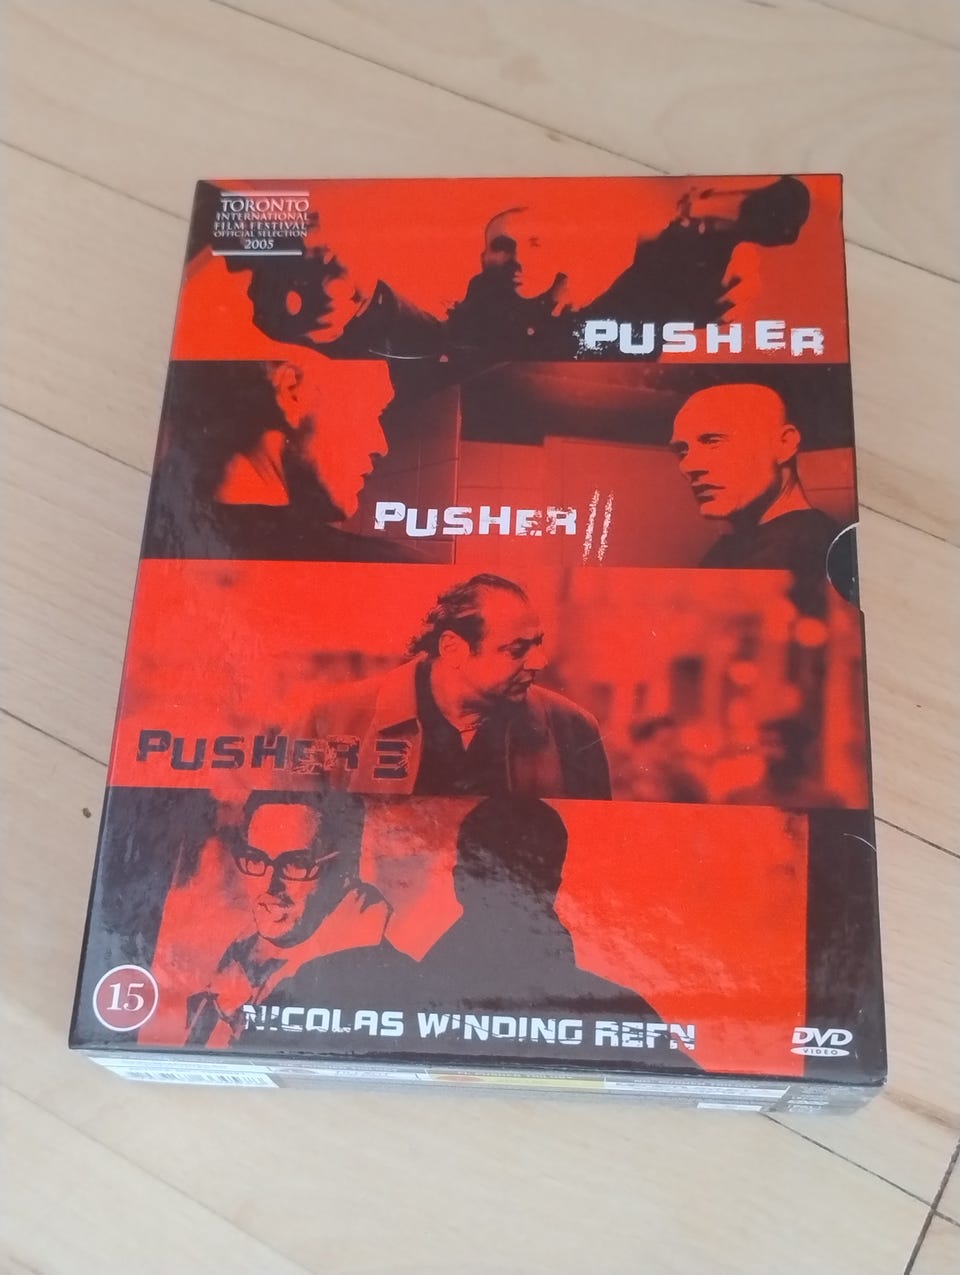 TORONTO
INTERNATIONAL
FILM FESTIVAL
OFFICIAL SELECTION
2005
PUSHER
PUSHER II
PUSHER 3
15
NICOLAS WINDING REFN
DVD
VIDEO